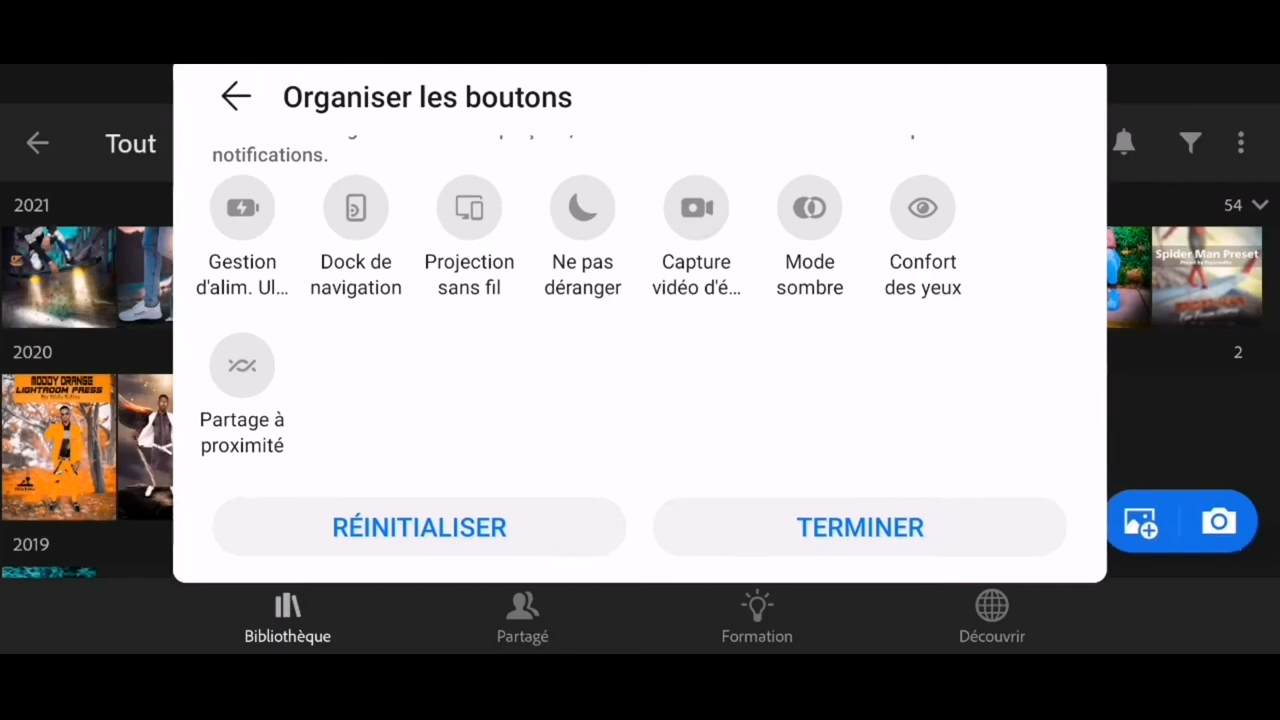 Organiser les boutons
Tout
notifications.
2021
54
Gestion d'alim. Ul...
Dock de navigation
Projection sans fil
Ne pas déranger
Capture vidéo d'é...
Mode sombre
Confort des yeux
Spider Man Preset
2020
2
MODDY ORANGE
LIGHTROOM PRESS
Partage à proximité
RÉINITIALISER
TERMINER
2019
Bibliothèque
Partagé
Formation
Découvrir